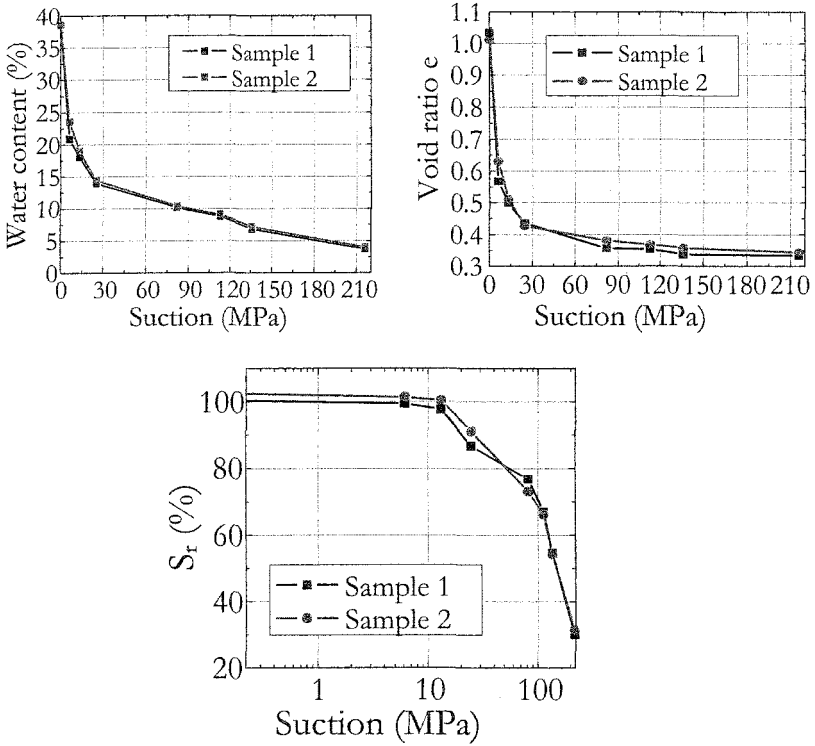 Water content (%)
40
35
30
25
20
15
10
5
0
Sample 1
Sample 2
0 30 60 90 120 150 180 210
Suction (MPa)
Void ratio e
1.1
1.0
0.9
0.8
0.7
0.6
0.5
0.4
0.3
Sample 1
Sample 2
0 30 60 90 120 150 180 210
Suction (MPa)
Sr (%)
100
80
60
40
20
Sample 1
Sample 2
1 10 100
Suction (MPa)